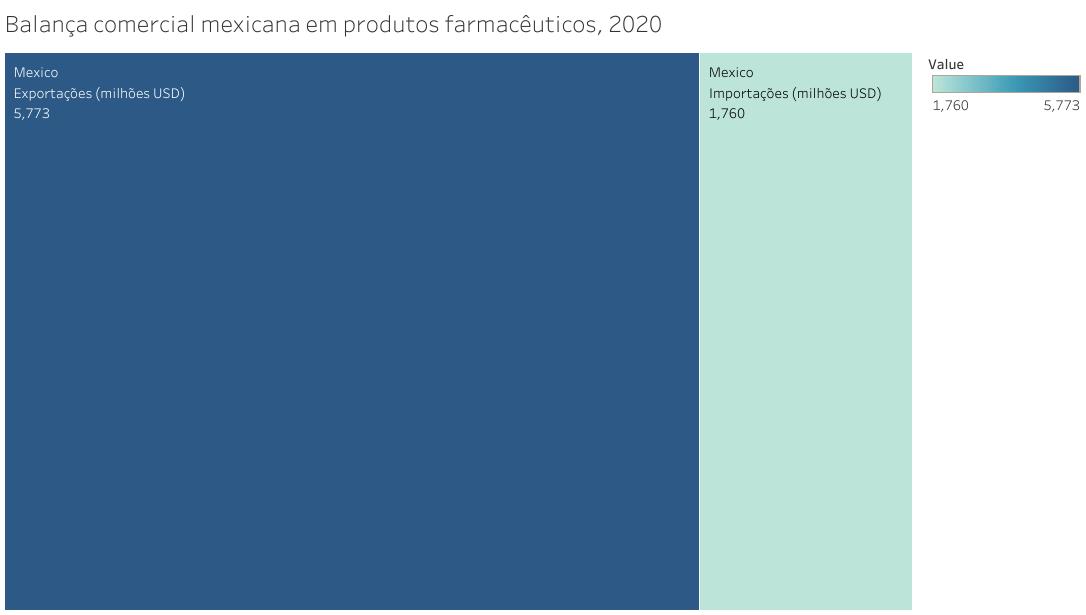 Balança comercial mexicana em produtos farmacêuticos, 2020
Mexico
Exportações (milhões USD)
5,773
Mexico
Importações (milhões USD)
1,760
Value
1,760 5,773